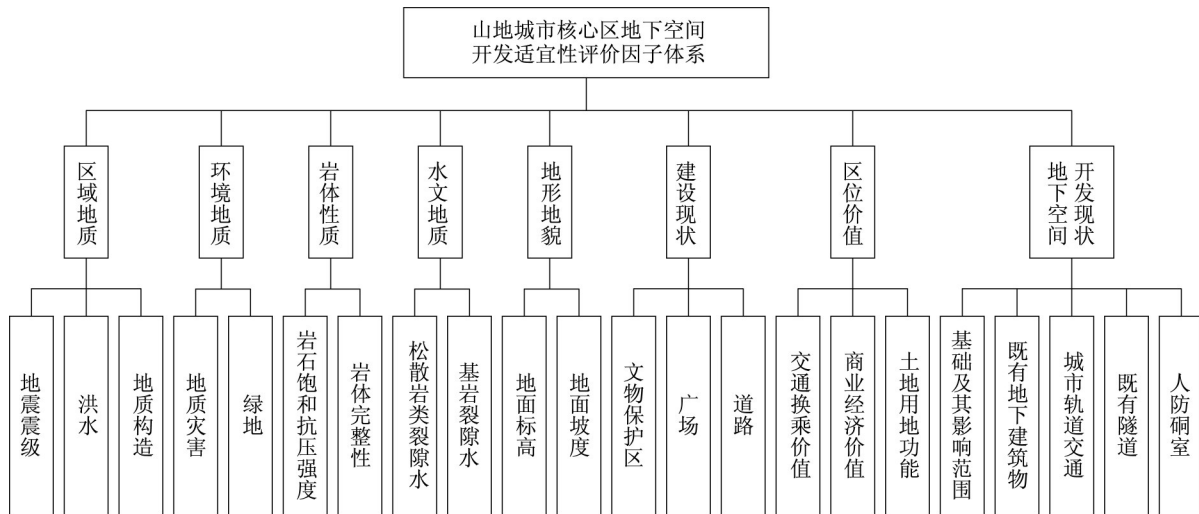 山地城市核心区地下空间
开发适宜性评价因子体系
区域地质
环境地质
岩体性质
水文地质
地形地貌
建设现状
区位价值
地下空间
开发现状
地震震级
洪水
地质构造
地质灾害
绿地
岩石饱和抗压强度
岩体完整性
松散岩类裂隙水
基岩裂隙水
地面标高
地面坡度
文物保护区
广场
道路
交通换乘价值
商业经济价值
土地用地功能
基础及其影响范围
既有地下建筑物
城市轨道交通
既有隧道
人防硐室